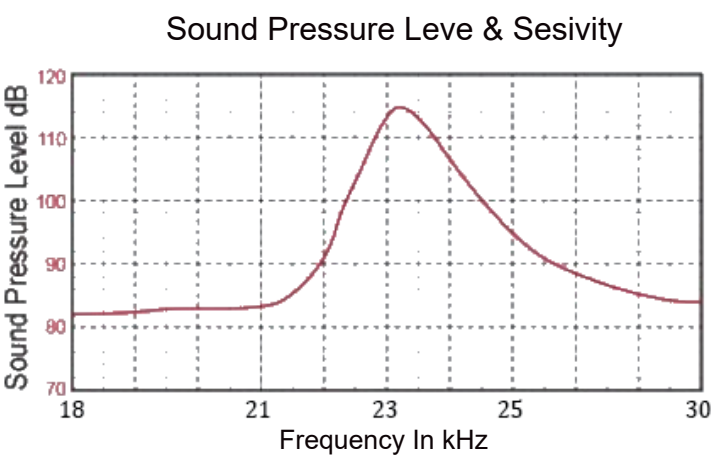 Sound Pressure Leve & Sesivity
Sound Pressure Level dB
120
110
100
90
80
70
18 21 23 25 30
Frequency In kHz